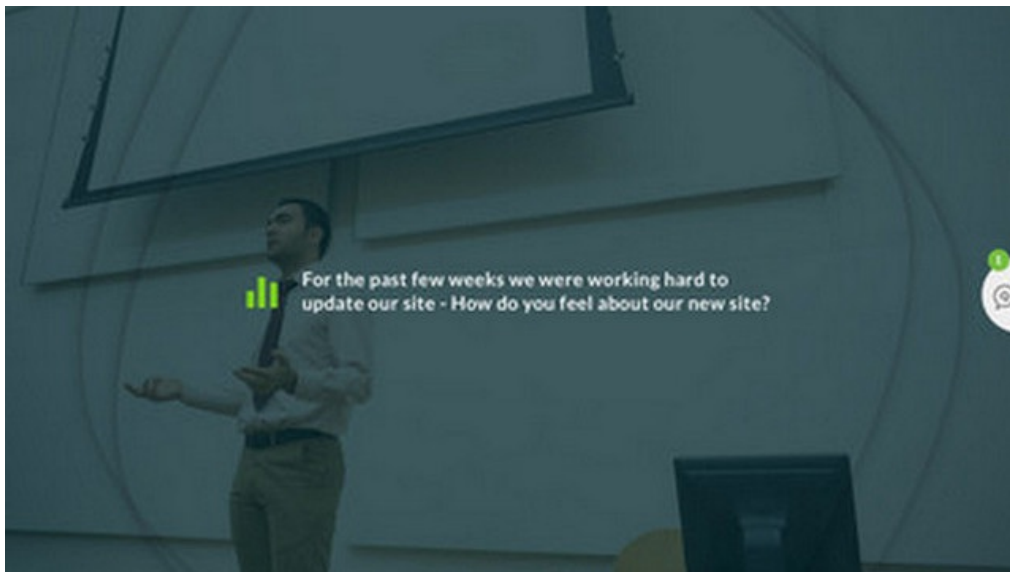 For the past few weeks we were working hard to
update our site - How do you feel about our new site?